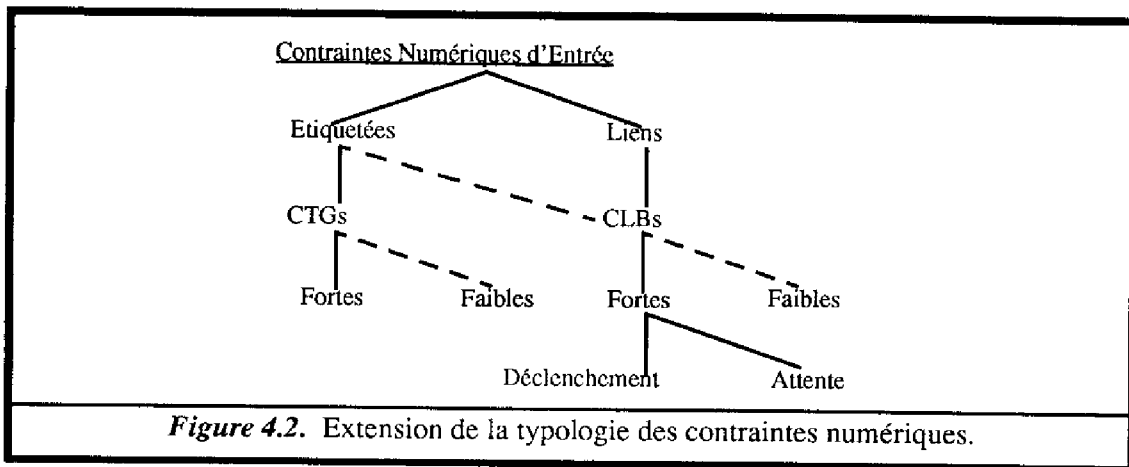 Contraintes Numériques d'Entrée
Etiquetées Liens
CTGs CLBs
Fortes Faibles Fortes Faibles
Déclenchement Attente
Figure 4.2. Extension de la typologie des contraintes numériques.